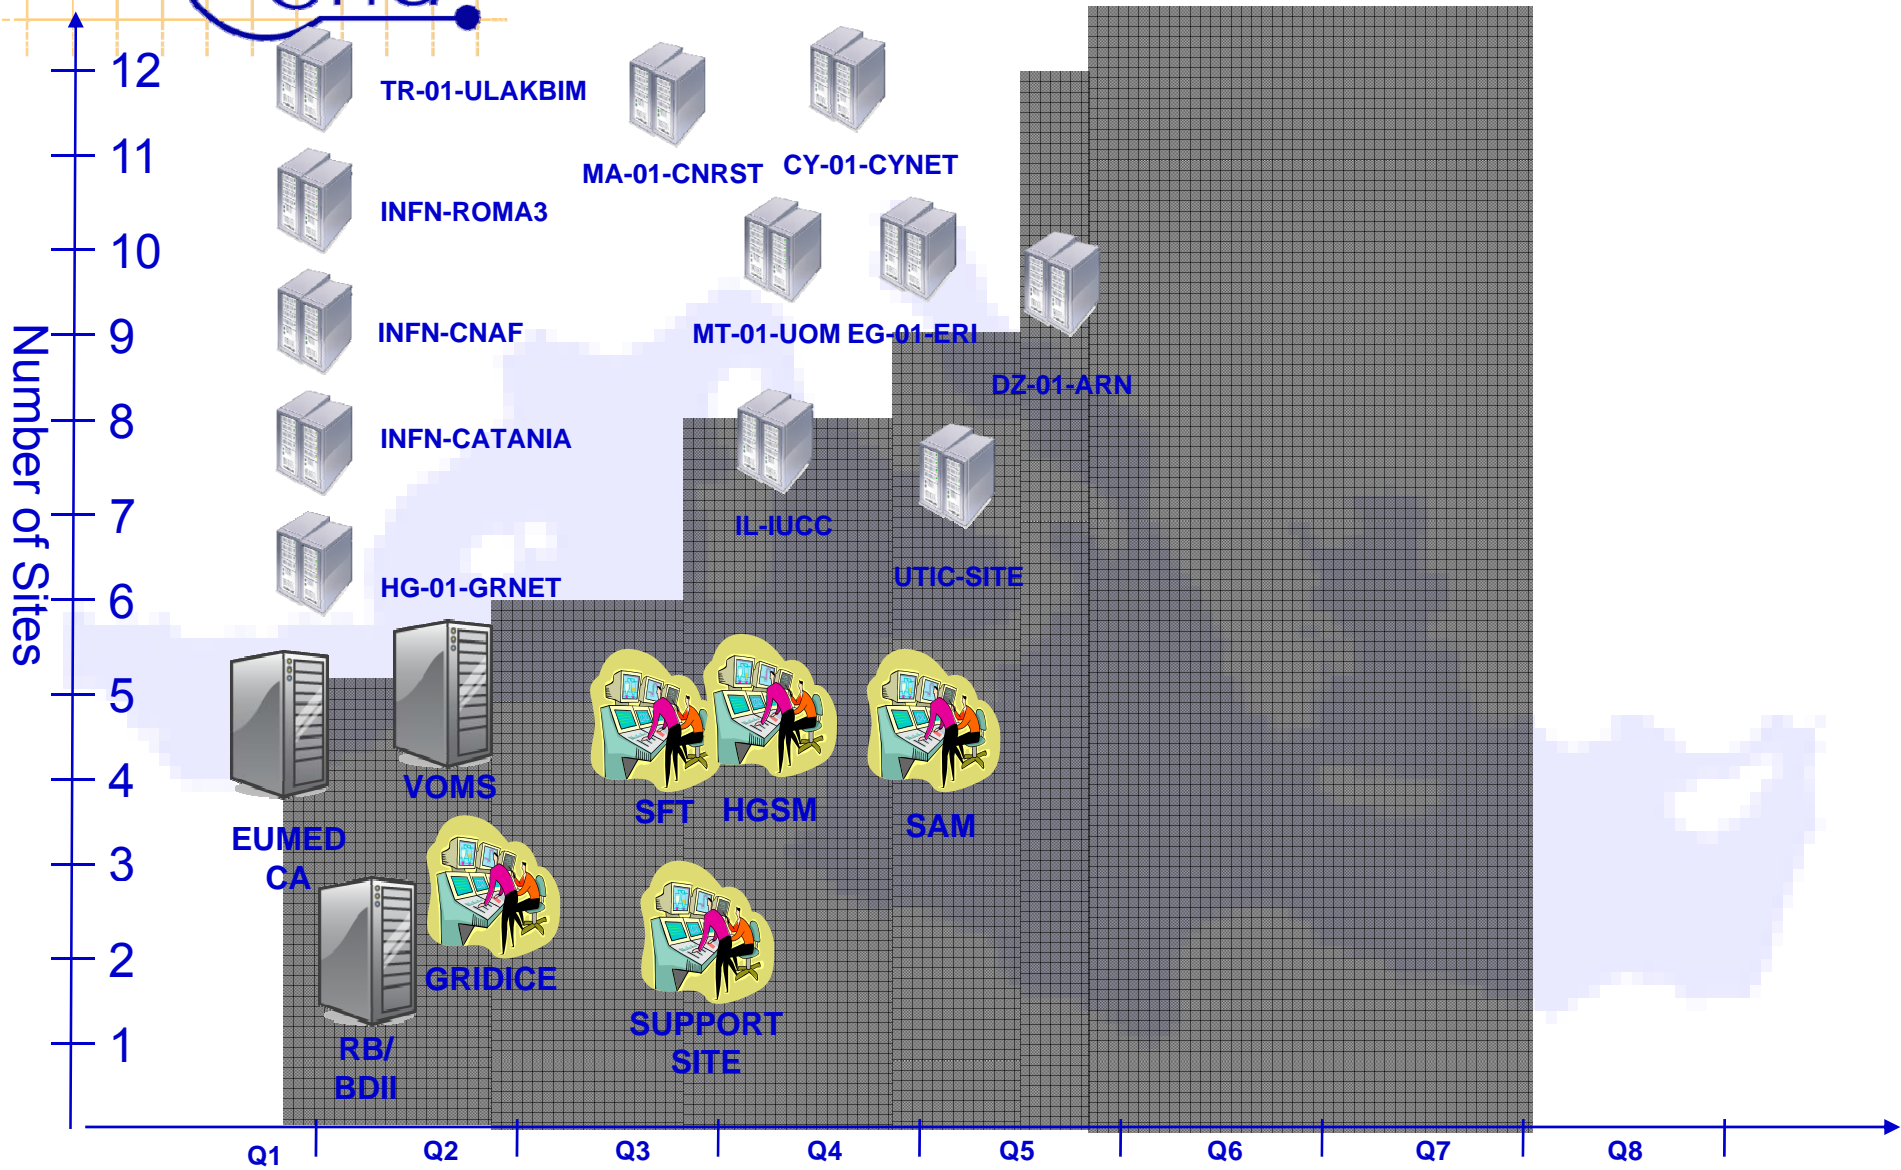 12
TR-01-ULAKBIM
11
MA-01-CNRST
CY-01-CYNET
INFN-ROMA3
10
9
INFN-CNAF
MT-01-UOM
EG-01-ERI
DZ-01-ARN
8
INFN-CATANIA
7
IL-IUCC
UTIC-SITE
6
HG-01-GRNET
Number of Sites
5
4
VOMS
SFT
HGSM
SAM
EUMED
CA
3
2
GRIDICE
SUPPORT
SITE
1
RB/
BDII
Q1
Q2
Q3
Q4
Q5
Q6
Q7
Q8